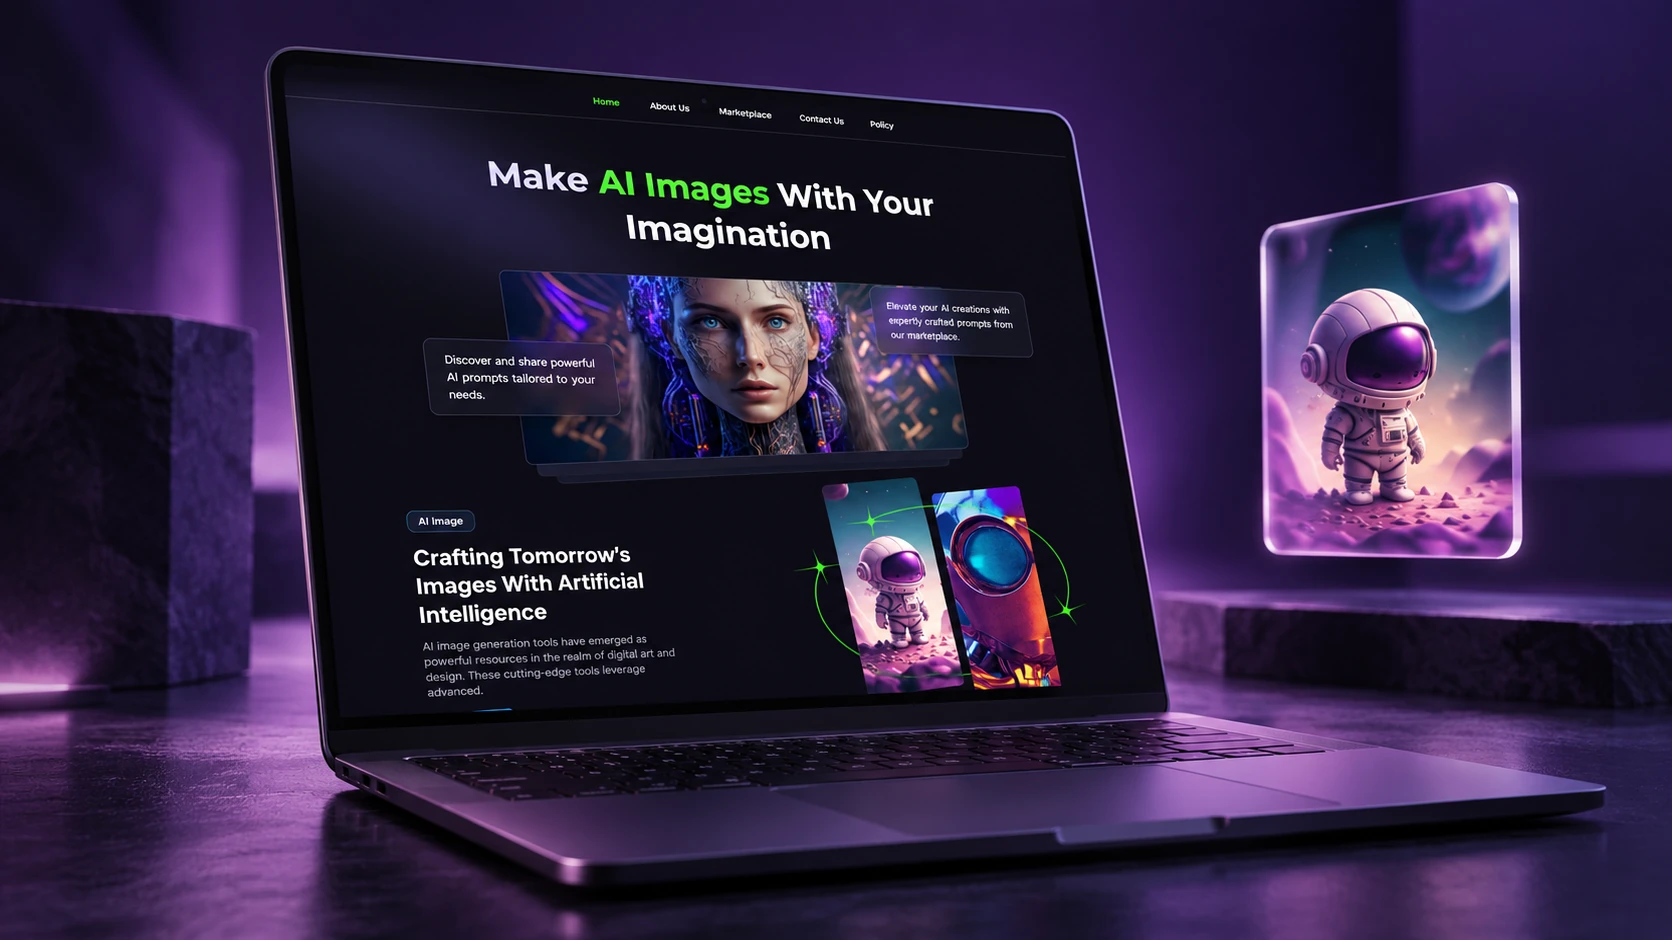 Home About Us Marketplace Contact Us Policy
Make AI Images With Your
Imagination
Elevate your AI creations with
expertly crafted prompts from
our marketplace.
Discover and share powerful
AI prompts tailored to your
needs.
AI Image
Crafting Tomorrow's
Images With Artificial
Intelligence
AI image generation tools have emerged as
powerful resources in the realm of digital art and
design. These cutting-edge tools leverage
advanced.